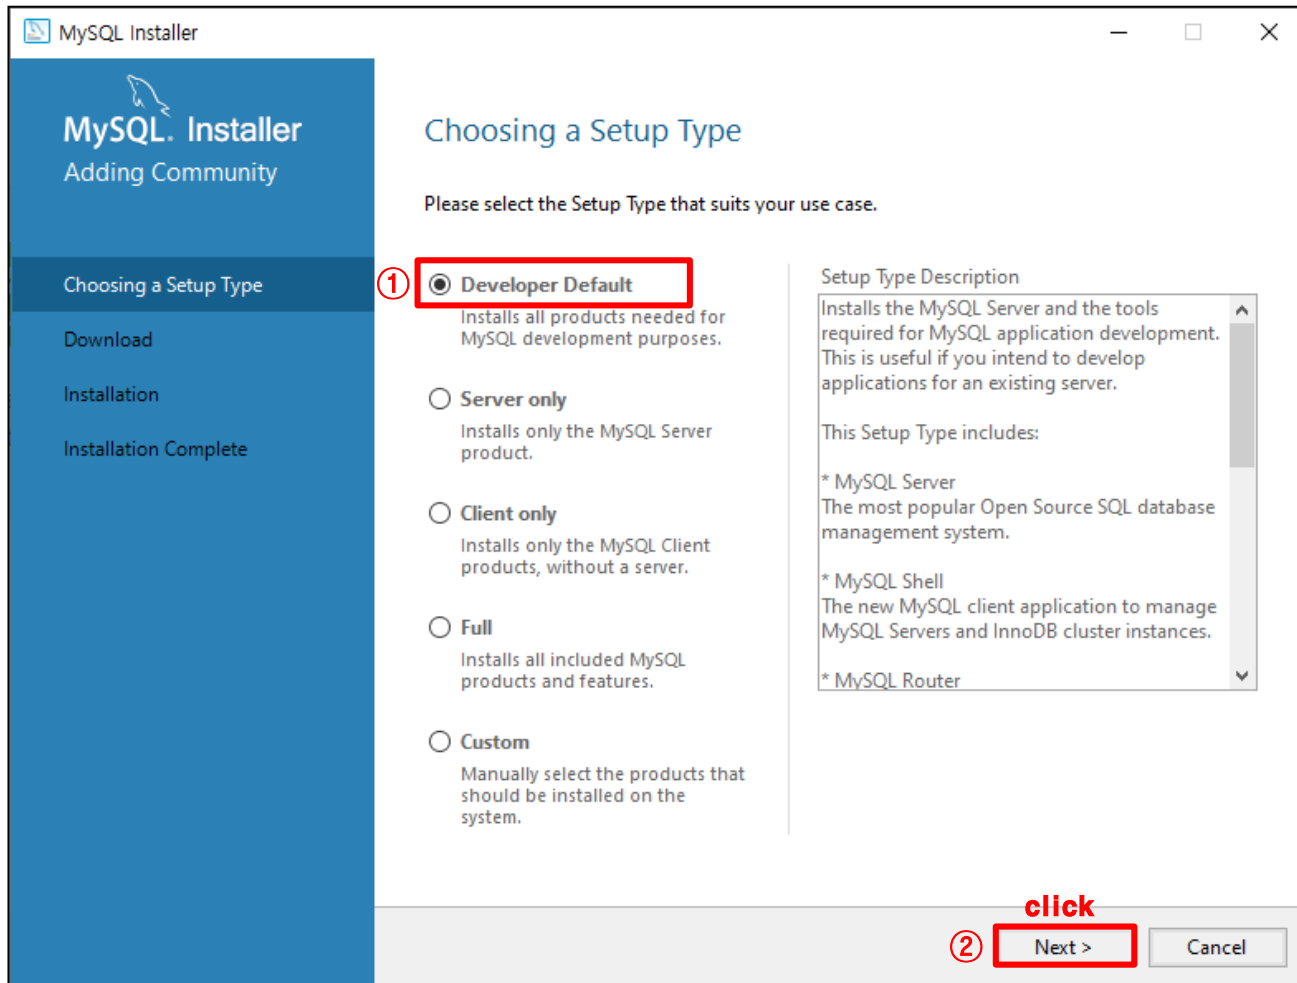 MySQL Installer
MySQL. Installer
Adding Community
Choosing a Setup Type
Download
Installation
Installation Complete
Choosing a Setup Type
Please select the Setup Type that suits your use case.
① Developer Default
Installs all products needed for
MySQL development purposes.
Server only
Installs only the MySQL Server
product.
Client only
Installs only the MySQL Client
products, without a server.
Full
Installs all included MySQL
products and features.
Custom
Manually select the products that
should be installed on the
system.
Setup Type Description
Installs the MySQL Server and the tools
required for MySQL application development.
This is useful if you intend to develop
applications for an existing server.
This Setup Type includes:
* MySQL Server
The most popular Open Source SQL database
management system.
* MySQL Shell
The new MySQL client application to manage
MySQL Servers and InnoDB cluster instances.
* MySQL Router
click
② Next > Cancel